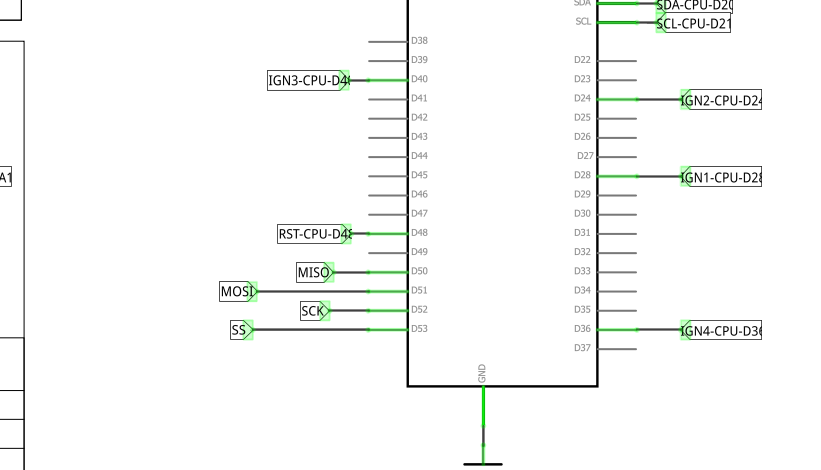 SDA
SDA-CPU-D20
SCL
SCL-CPU-D21
D38
D39
D22
IGN3-CPU-D40
D40
D23
D41
D24
IGN2-CPU-D24
D42
D25
D43
D26
D44
D27
A1
D45
D28
IGN1-CPU-D28
D46
D29
D47
D30
RST-CPU-D48
D48
D31
D49
D32
MISO
D50
D33
MOSI
D51
D34
SCK
D52
D35
SS
D53
D36
IGN4-CPU-D36
D37
GND